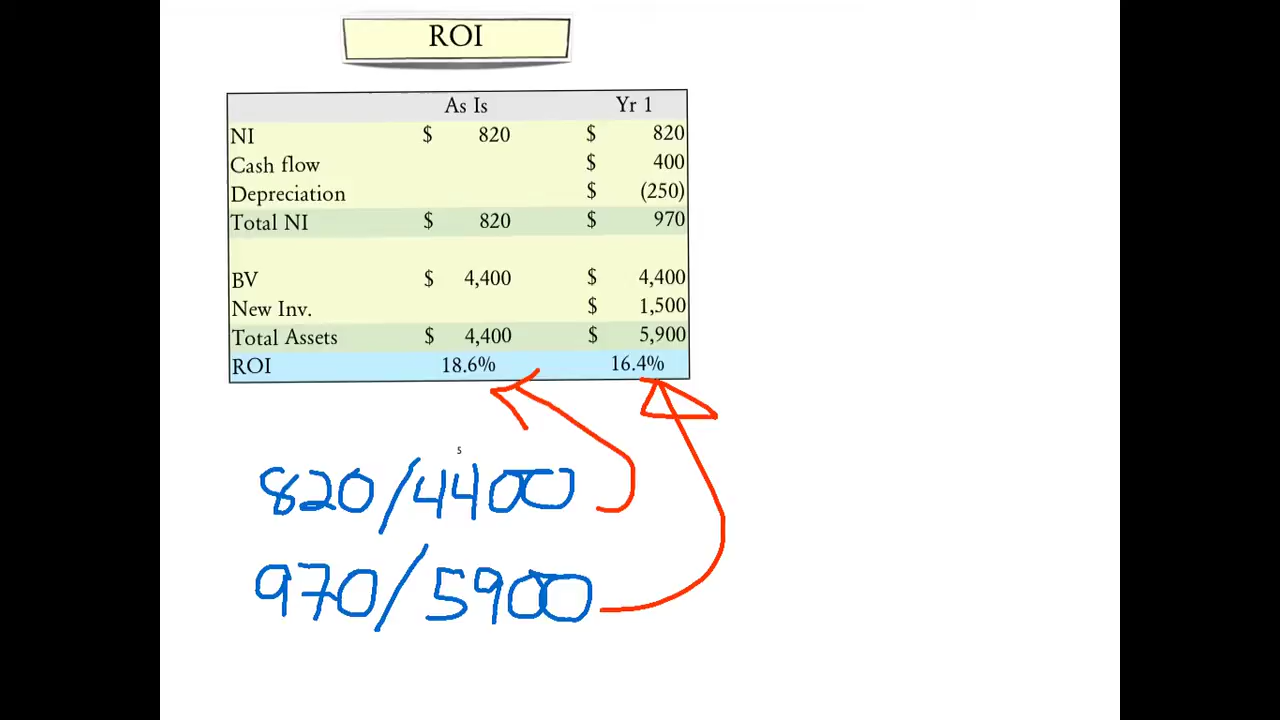 ROI
As Is Yr 1
NI $ 820 $ 820
Cash flow $ 400
Depreciation $ (250)
Total NI $ 820 $ 970
BV $ 4,400 $ 4,400
New Inv. $ 1,500
Total Assets $ 4,400 $ 5,900
ROI 18.6% 16.4%
5
820/4400
970/5900